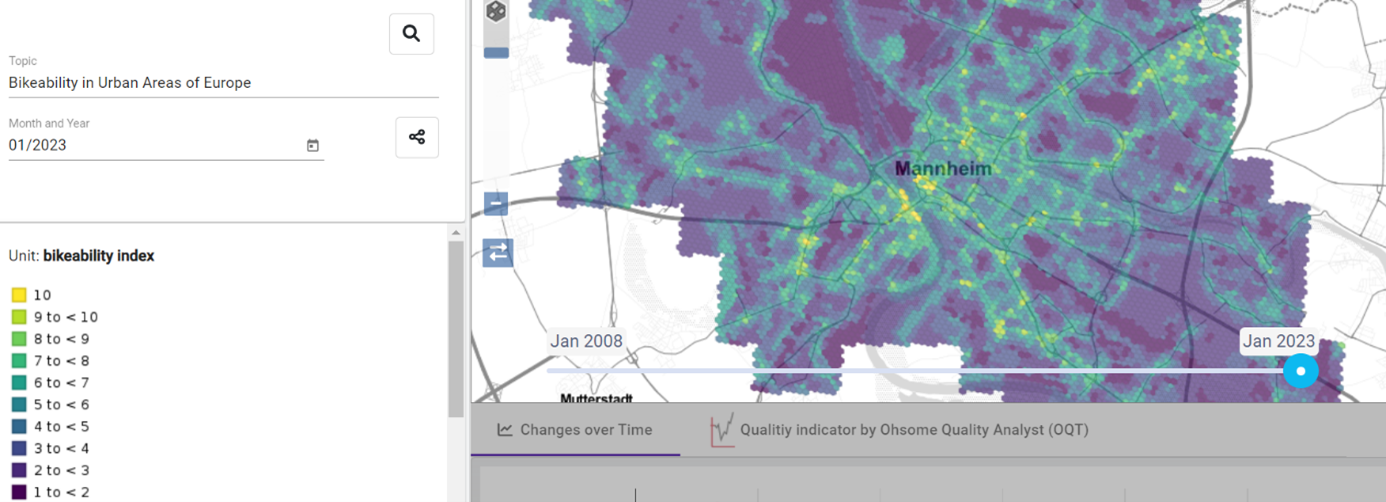 Topic
Bikeability in Urban Areas of Europe
Month and Year
01/2023
Unit: bikeability index
10
9 to < 10
8 to < 9
7 to < 8
6 to < 7
5 to < 6
4 to < 5
3 to < 4
2 to < 3
1 to < 2
Mannheim
Jan 2008
Jan 2023
Mutterstadt
Changes over Time
Qualitiy indicator by Ohsome Quality Analyst (OQT)